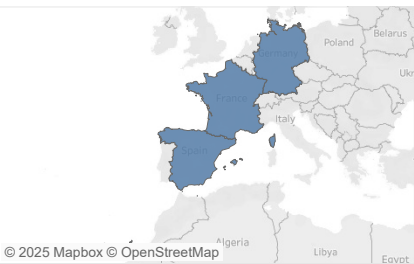 Belarus
Poland
Germany
Ukr
France
Italy
Spain
Algeria
Libya
Egypt
© 2025 Mapbox © OpenStreetMap